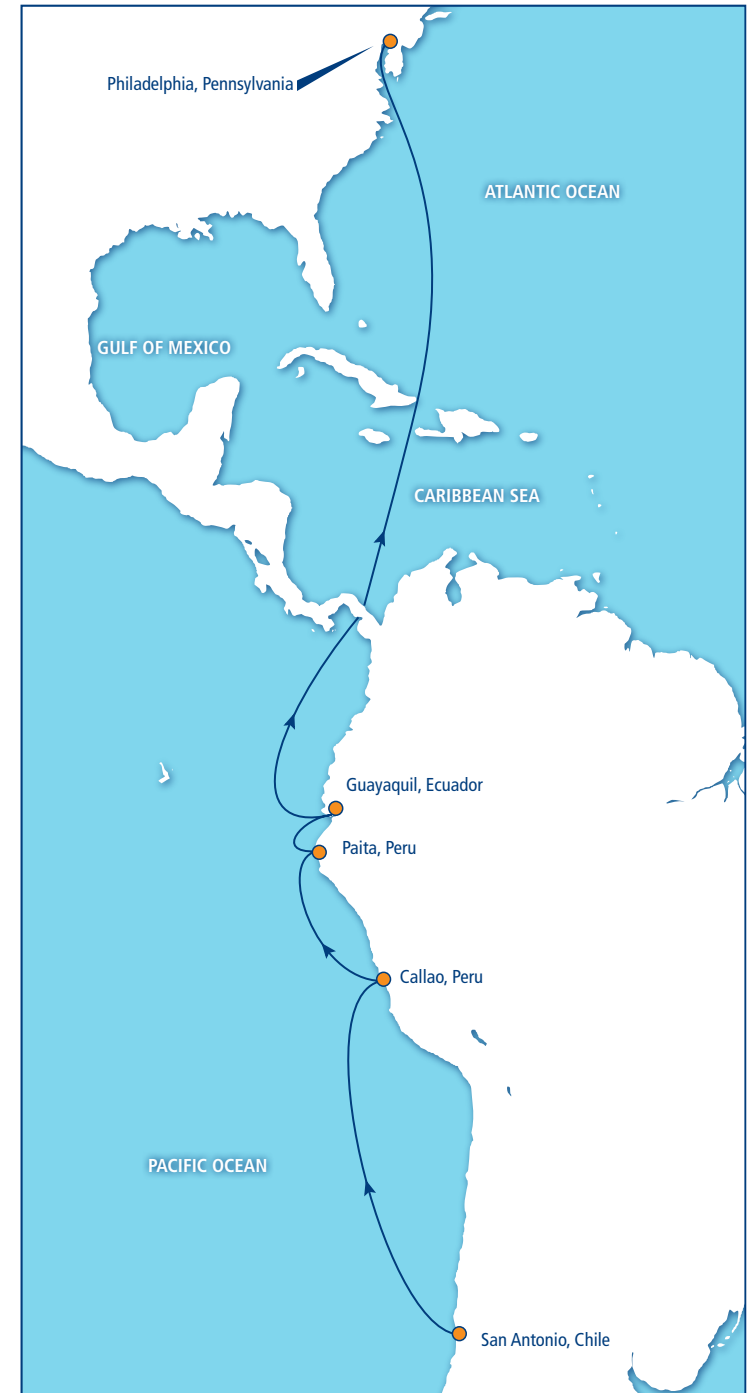 Philadelphia, Pennsylvania
ATLANTIC OCEAN
GULF OF MEXICO
CARIBBEAN SEA
Guayaquil, Ecuador
Paita, Peru
Callao, Peru
PACIFIC OCEAN
San Antonio, Chile